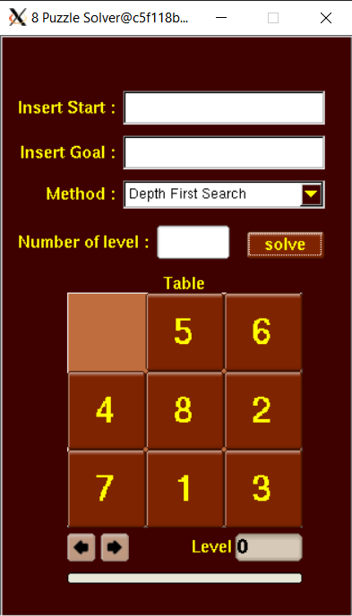 8 Puzzle Solver@c5f118b...
Insert Start :
Insert Goal :
Method : Depth First Search
Number of level : solve
Table
5 6
4 8 2
7 1 3
Level 0